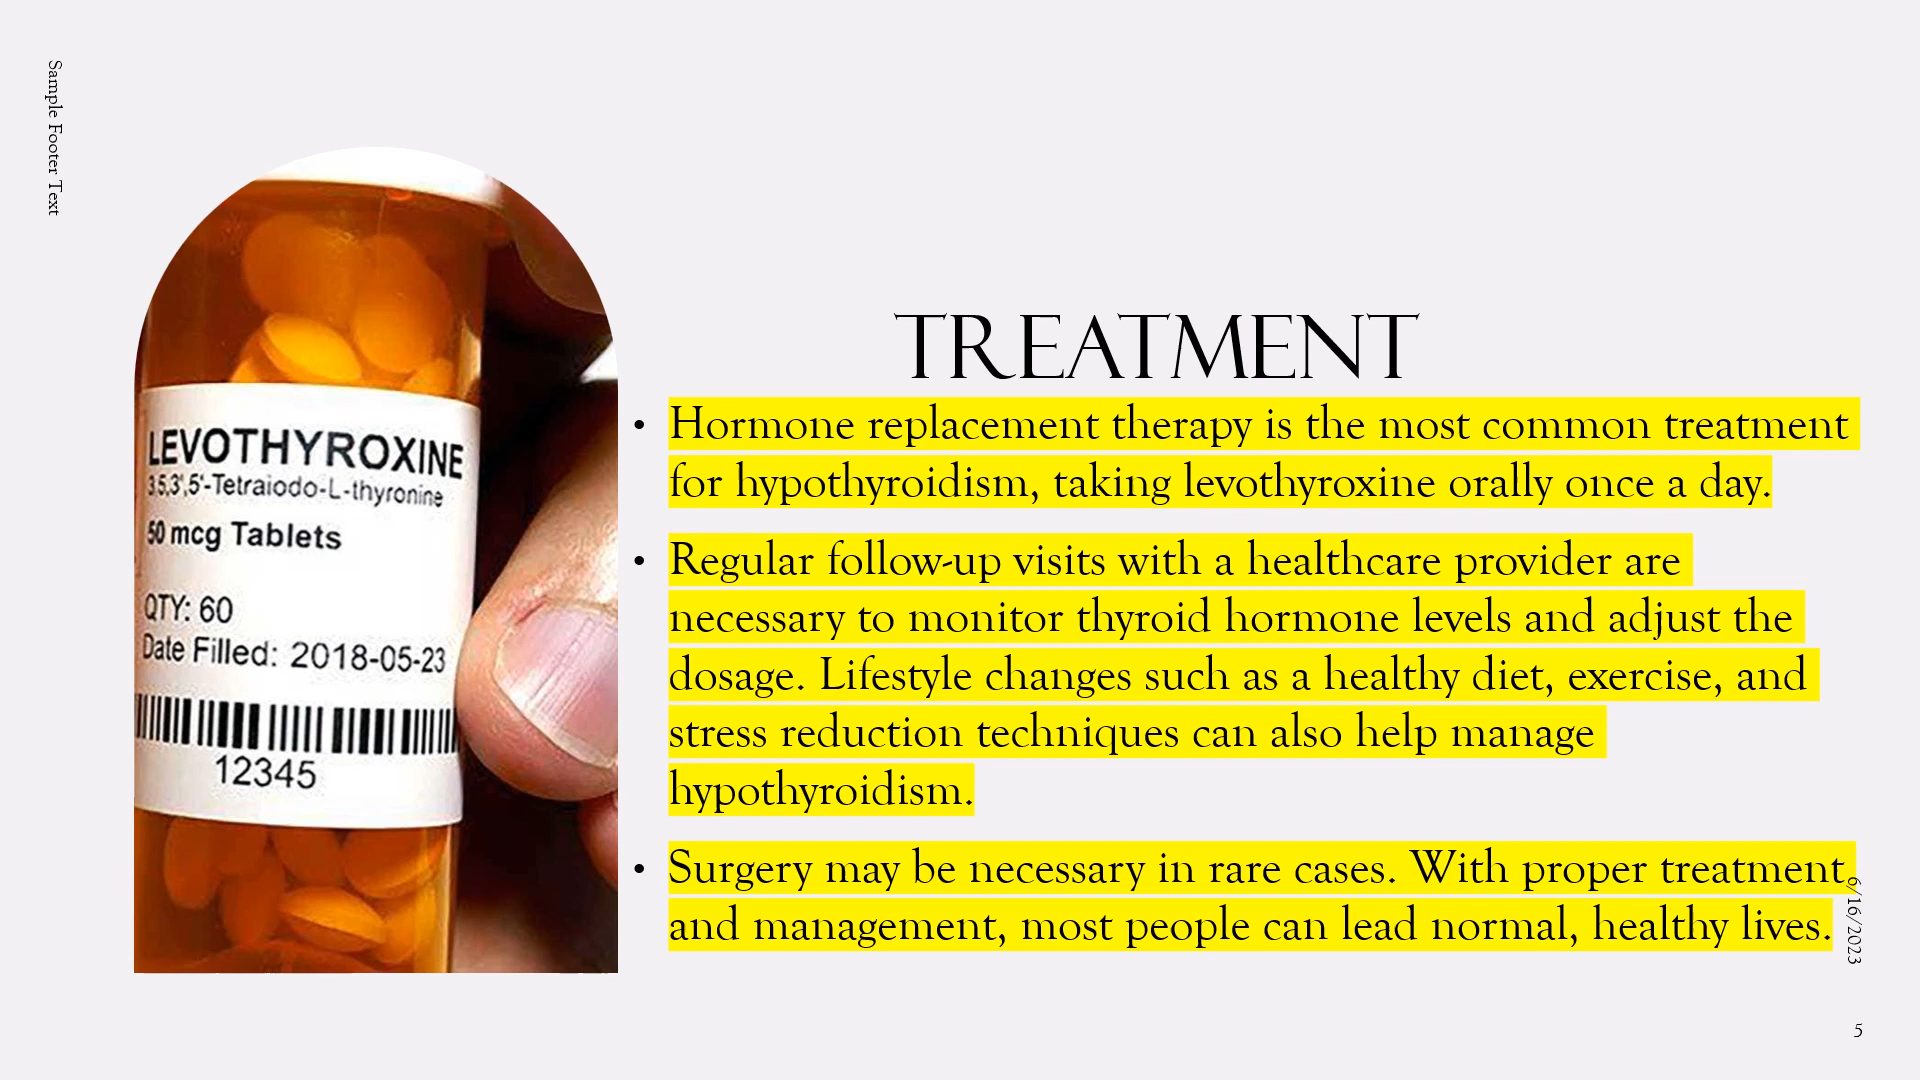 Sample Footer Text
LEVOTHYROXINE
3,5,3',5'-Tetraiodo-L-thyronine
50 mcg Tablets
QTY: 60
Date Filled: 2018-05-23
12345
TREATMENT
• Hormone replacement therapy is the most common treatment
for hypothyroidism, taking levothyroxine orally once a day.
• Regular follow-up visits with a healthcare provider are
necessary to monitor thyroid hormone levels and adjust the
dosage. Lifestyle changes such as a healthy diet, exercise, and
stress reduction techniques can also help manage
hypothyroidism.
• Surgery may be necessary in rare cases. With proper treatment
and management, most people can lead normal, healthy lives.
6/16/2023
5